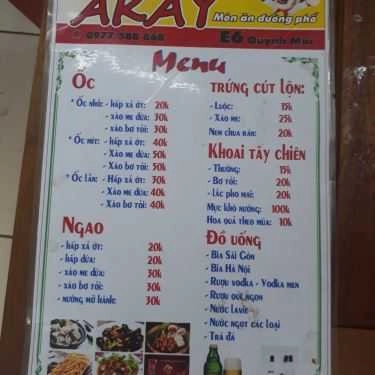 AKAY
Món ăn đường phố
0977 588 868
E6 Quỳnh Mai
Menu
Ốc
* Ốc nhỏ: - hấp xả ớt: 20k
- xào me dừa: 30k
- xào bơ tỏi: 30k
* Ốc mít: - hấp xả ớt: 40k
- Xào me dừa: 50k
- Xào bơ tỏi: 50k
* Ốc lằn: - Hấp xả ớt: 30k
- Xào me dừa: 40k
- Xào bơ tỏi: 40k
Ngao
- hấp xả ớt: 20k
- hấp dứa: 20k
- xào me dừa: 30k
- xào bơ tỏi: 30k
- nướng mỡ hành: 30k
TRỨNG CÚT LỘN:
- Luộc: 15k
- Xào me: 25k
Nem chua rán: 20k
Khoai tây chiên
- Thường: 15k
- Bơ tỏi: 20k
- lắc pho mai: 20k
Mực khô nướng: 100k
Hoa quả theo mùa: 10k
Đồ uống
- Bia Sài Gòn
- Bia Hà Nội
- Rượu vodka - Vodka men
- Rượu quê ngon
- Nước Lavie
- Nước ngọt các loại
- Trà đá